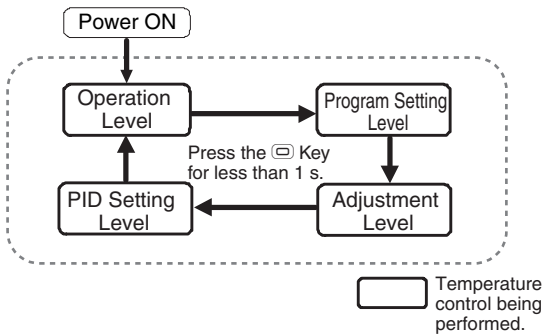 Power ON
Operation
Level
Program Setting
Level
Press the Key
for less than 1 s.
PID Setting
Level
Adjustment
Level
Temperature
control being
performed.